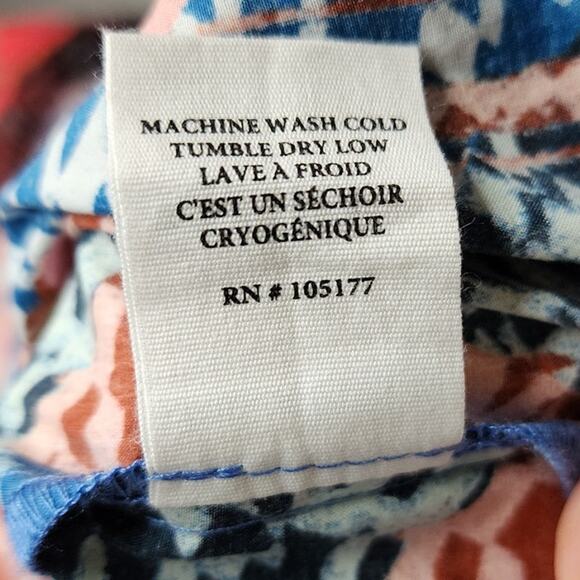 MACHINE WASH COLD
TUMBLE DRY LOW
LAVE À FROID
C'EST UN SÉCHOIR
CRYOGÉNIQUE
RN # 105177